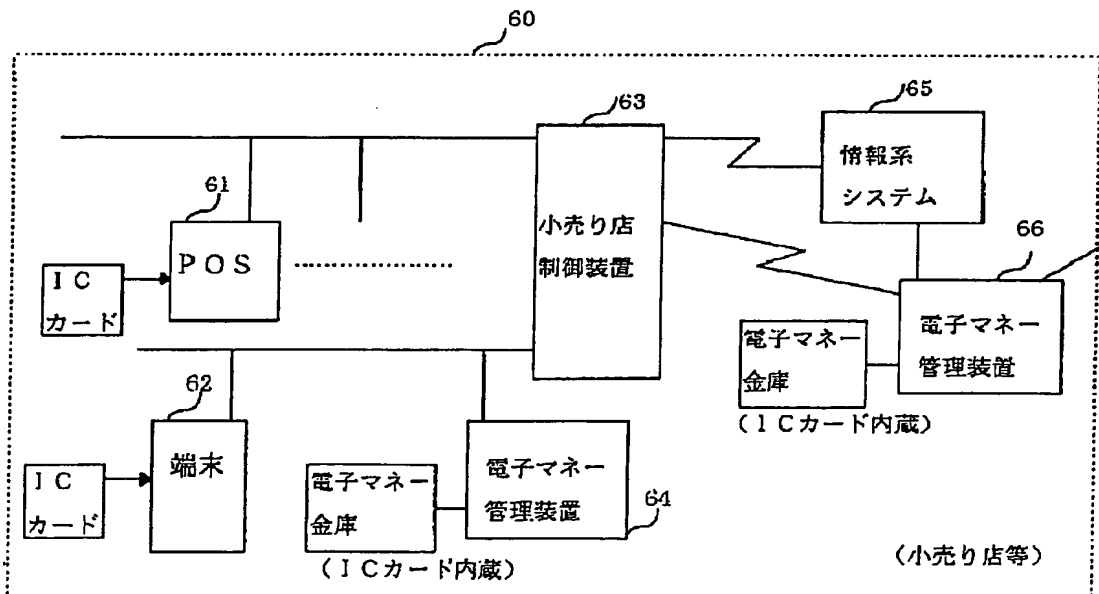 60
63
65
情報系
システム
61
POS
小売り店
制御装置
66
IC
カード
電子マネー
管理装置
電子マネー
金庫
(ICカード内蔵)
62
端末
IC
カード
電子マネー
金庫
(ICカード内蔵)
電子マネー
管理装置
64
(小売り店等)